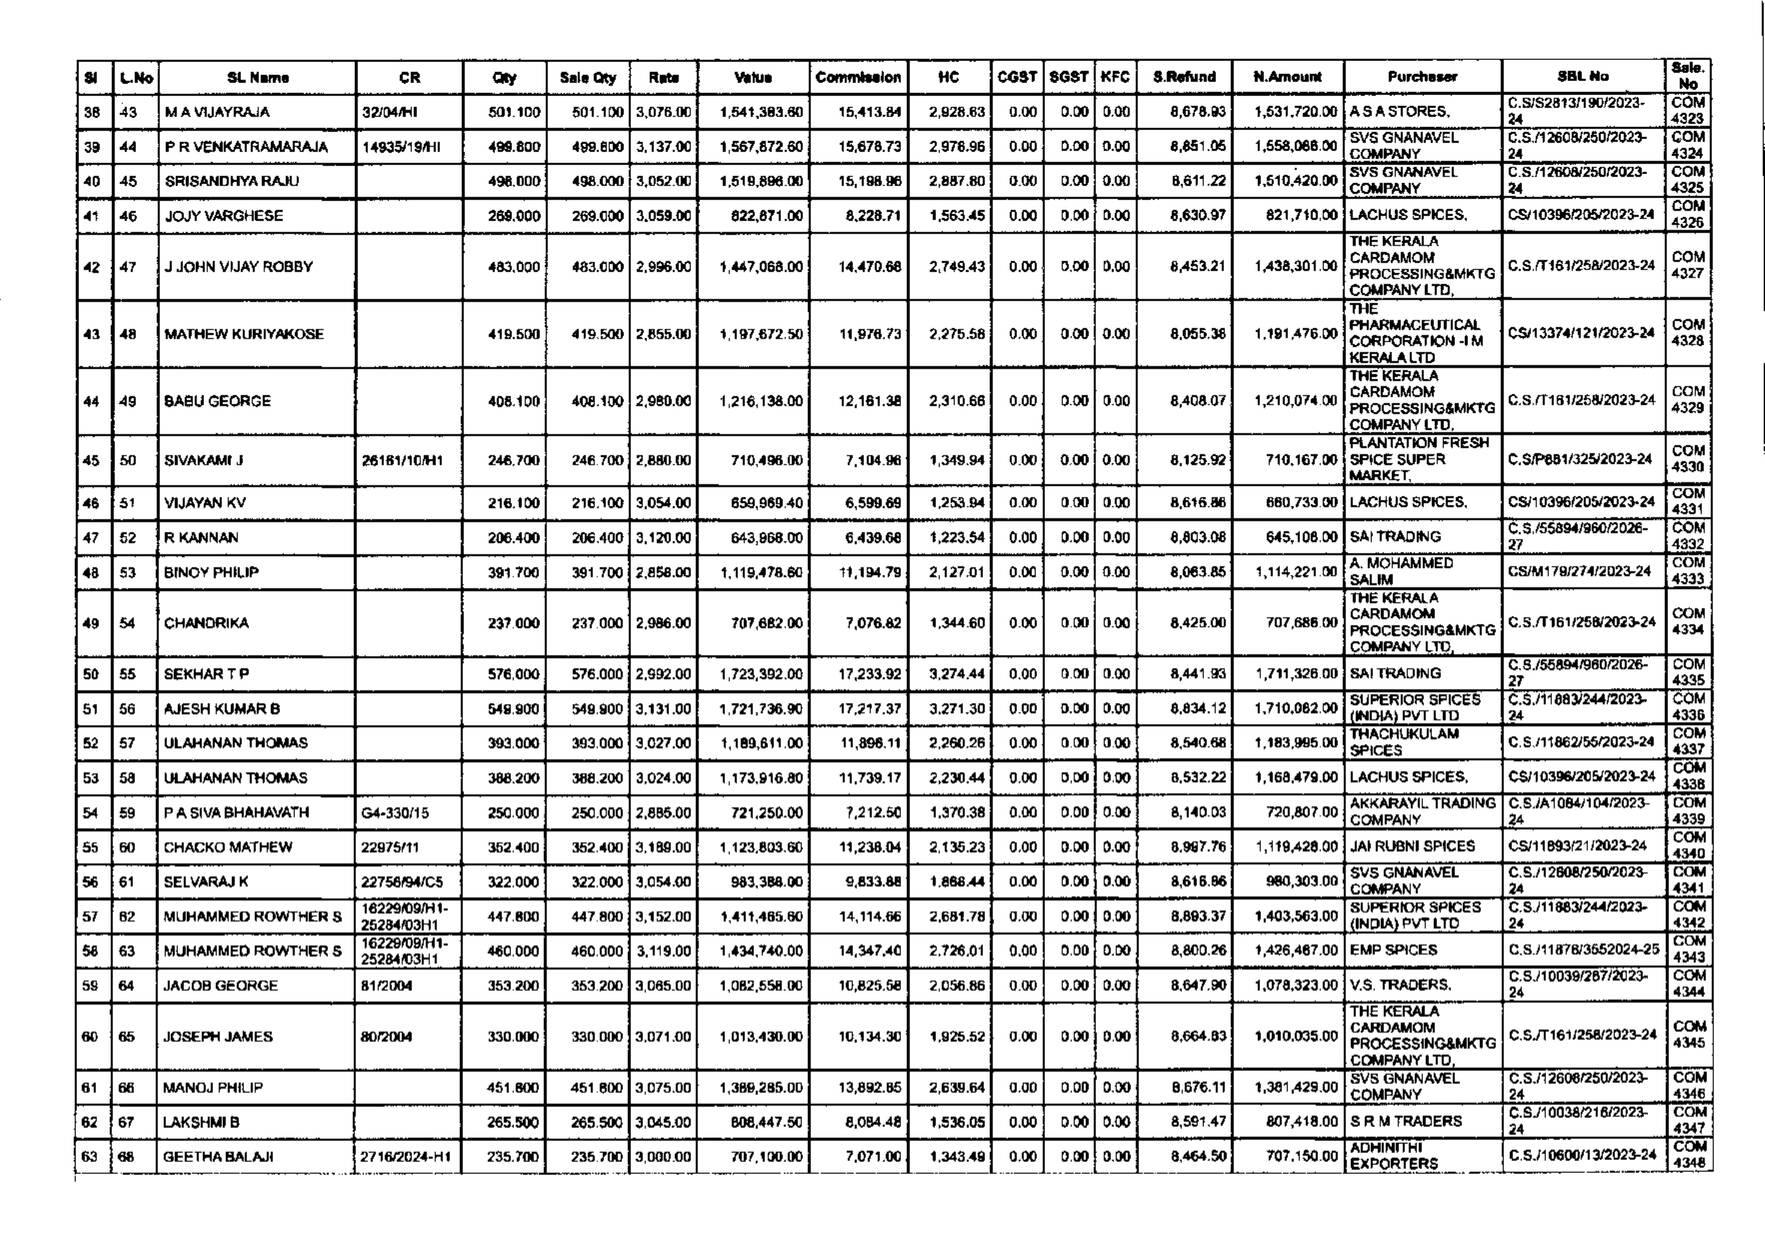 Sl L.No SL Name CR Qty Sale Qty Rate Value Commission HC CGST SGST KFC S.Refund N.Amount Purchaser SBL No Sale. No
38 43 M A VIJAYRAJA 32/04/HI 501.100 501.100 3,076.00 1,541,383.60 15,413.84 2,928.63 0.00 0.00 0.00 8,678.93 1,531,720.00 A S A STORES, C.S/S2813/190/2023-24 COM 4323
39 44 P R VENKATRAMARAJA 14935/19/HI 499.800 499.800 3,137.00 1,567,872.60 15,678.73 2,978.96 0.00 0.00 0.00 8,851.05 1,558,066.00 SVS GNANAVEL COMPANY C.S./12608/250/2023-24 COM 4324
40 45 SRISANDHYA RAJU 498.000 498.000 3,052.00 1,519,896.00 15,198.96 2,887.80 0.00 0.00 0.00 8,611.22 1,510,420.00 SVS GNANAVEL COMPANY C.S./12608/250/2023-24 COM 4325
41 46 JOJY VARGHESE 269.000 269.000 3,059.00 822,871.00 8,228.71 1,563.45 0.00 0.00 0.00 8,630.97 821,710.00 LACHUS SPICES, CS/10396/205/2023-24 COM 4326
42 47 J JOHN VIJAY ROBBY 483.000 483.000 2,996.00 1,447,068.00 14,470.68 2,749.43 0.00 0.00 0.00 8,453.21 1,438,301.00 THE KERALA CARDAMOM PROCESSING&MKTG COMPANY LTD, C.S./T161/258/2023-24 COM 4327
43 48 MATHEW KURIYAKOSE 419.500 419.500 2,855.00 1,197,672.50 11,976.73 2,275.58 0.00 0.00 0.00 8,055.38 1,191,476.00 THE PHARMACEUTICAL CORPORATION -I M KERALA LTD CS/13374/121/2023-24 COM 4328
44 49 BABU GEORGE 408.100 408.100 2,980.00 1,216,138.00 12,161.38 2,310.66 0.00 0.00 0.00 8,408.07 1,210,074.00 THE KERALA CARDAMOM PROCESSING&MKTG COMPANY LTD, C.S./T161/258/2023-24 COM 4329
45 50 SIVAKAMI J 26161/10/H1 246.700 246.700 2,880.00 710,496.00 7,104.96 1,349.94 0.00 0.00 0.00 8,125.92 710,167.00 PLANTATION FRESH SPICE SUPER MARKET, C.S/P881/325/2023-24 COM 4330
46 51 VIJAYAN KV 216.100 216.100 3,054.00 659,969.40 6,599.69 1,253.94 0.00 0.00 0.00 8,616.86 660,733.00 LACHUS SPICES, CS/10396/205/2023-24 COM 4331
47 52 R KANNAN 206.400 206.400 3,120.00 643,968.00 6,439.68 1,223.54 0.00 0.00 0.00 8,803.08 645,108.00 SAI TRADING C.S./55894/960/2026-27 COM 4332
48 53 BINOY PHILIP 391.700 391.700 2,858.00 1,119,478.60 11,194.79 2,127.01 0.00 0.00 0.00 8,063.85 1,114,221.00 A. MOHAMMED SALIM CS/M179/274/2023-24 COM 4333
49 54 CHANDRIKA 237.000 237.000 2,986.00 707,682.00 7,076.82 1,344.60 0.00 0.00 0.00 8,425.00 707,686.00 THE KERALA CARDAMOM PROCESSING&MKTG COMPANY LTD, C.S./T161/258/2023-24 COM 4334
50 55 SEKHAR T P 576.000 576.000 2,992.00 1,723,392.00 17,233.92 3,274.44 0.00 0.00 0.00 8,441.93 1,711,326.00 SAI TRADING C.S./55894/960/2026-27 COM 4335
51 56 AJESH KUMAR B 549.900 549.900 3,131.00 1,721,736.90 17,217.37 3,271.30 0.00 0.00 0.00 8,834.12 1,710,082.00 SUPERIOR SPICES (INDIA) PVT LTD C.S./11883/244/2023-24 COM 4336
52 57 ULAHANAN THOMAS 393.000 393.000 3,027.00 1,189,611.00 11,896.11 2,260.26 0.00 0.00 0.00 8,540.68 1,183,995.00 THACHUKULAM SPICES C.S./11862/55/2023-24 COM 4337
53 58 ULAHANAN THOMAS 388.200 388.200 3,024.00 1,173,916.80 11,739.17 2,230.44 0.00 0.00 0.00 8,532.22 1,168,479.00 LACHUS SPICES, CS/10396/205/2023-24 COM 4338
54 59 P A SIVA BHAHAVATH G4-330/15 250.000 250.000 2,885.00 721,250.00 7,212.50 1,370.38 0.00 0.00 0.00 8,140.03 720,807.00 AKKARAYIL TRADING COMPANY C.S./A1084/104/2023-24 COM 4339
55 60 CHACKO MATHEW 22975/11 352.400 352.400 3,189.00 1,123,803.60 11,238.04 2,135.23 0.00 0.00 0.00 8,997.76 1,119,428.00 JAI RUBNI SPICES CS/11893/21/2023-24 COM 4340
56 61 SELVARAJ K 22756/94/C5 322.000 322.000 3,054.00 983,388.00 9,833.88 1,868.44 0.00 0.00 0.00 8,616.86 980,303.00 SVS GNANAVEL COMPANY C.S./12608/250/2023-24 COM 4341
57 62 MUHAMMED ROWTHER S 16229/09/H1-25284/03H1 447.800 447.800 3,152.00 1,411,465.60 14,114.66 2,681.78 0.00 0.00 0.00 8,893.37 1,403,563.00 SUPERIOR SPICES (INDIA) PVT LTD C.S./11883/244/2023-24 COM 4342
58 63 MUHAMMED ROWTHER S 16229/09/H1-25284/03H1 460.000 460.000 3,119.00 1,434,740.00 14,347.40 2,726.01 0.00 0.00 0.00 8,800.26 1,426,467.00 EMP SPICES C.S./11876/3652024-25 COM 4343
59 64 JACOB GEORGE 81/2004 353.200 353.200 3,065.00 1,082,558.00 10,825.58 2,056.86 0.00 0.00 0.00 8,647.90 1,078,323.00 V.S. TRADERS, C.S./10039/267/2023-24 COM 4344
60 65 JOSEPH JAMES 80/2004 330.000 330.000 3,071.00 1,013,430.00 10,134.30 1,925.52 0.00 0.00 0.00 8,664.83 1,010,035.00 THE KERALA CARDAMOM PROCESSING&MKTG COMPANY LTD, C.S./T161/258/2023-24 COM 4345
61 66 MANOJ PHILIP 451.800 451.800 3,075.00 1,389,285.00 13,892.85 2,639.64 0.00 0.00 0.00 8,676.11 1,381,429.00 SVS GNANAVEL COMPANY C.S./12608/250/2023-24 COM 4346
62 67 LAKSHMI B 265.500 265.500 3,045.00 808,447.50 8,084.48 1,536.05 0.00 0.00 0.00 8,591.47 807,418.00 S R M TRADERS C.S./10038/216/2023-24 COM 4347
63 68 GEETHA BALAJI 2716/2024-H1 235.700 235.700 3,000.00 707,100.00 7,071.00 1,343.49 0.00 0.00 0.00 8,464.50 707,150.00 ADHINITHI EXPORTERS C.S./10600/13/2023-24 COM 4348